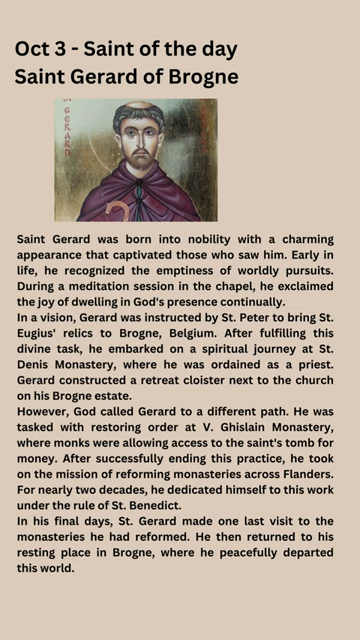 Oct 3 - Saint of the day
Saint Gerard of Brogne
GERARD
Saint Gerard was born into nobility with a charming
appearance that captivated those who saw him. Early in
life, he recognized the emptiness of worldly pursuits.
During a meditation session in the chapel, he exclaimed
the joy of dwelling in God's presence continually.
In a vision, Gerard was instructed by St. Peter to bring St.
Eugius' relics to Brogne, Belgium. After fulfilling this
divine task, he embarked on a spiritual journey at St.
Denis Monastery, where he was ordained as a priest.
Gerard constructed a retreat cloister next to the church
on his Brogne estate.
However, God called Gerard to a different path. He was
tasked with restoring order at V. Ghislain Monastery,
where monks were allowing access to the saint's tomb for
money. After successfully ending this practice, he took
on the mission of reforming monasteries across Flanders.
For nearly two decades, he dedicated himself to this work
under the rule of St. Benedict.
In his final days, St. Gerard made one last visit to the
monasteries he had reformed. He then returned to his
resting place in Brogne, where he peacefully departed
this world.